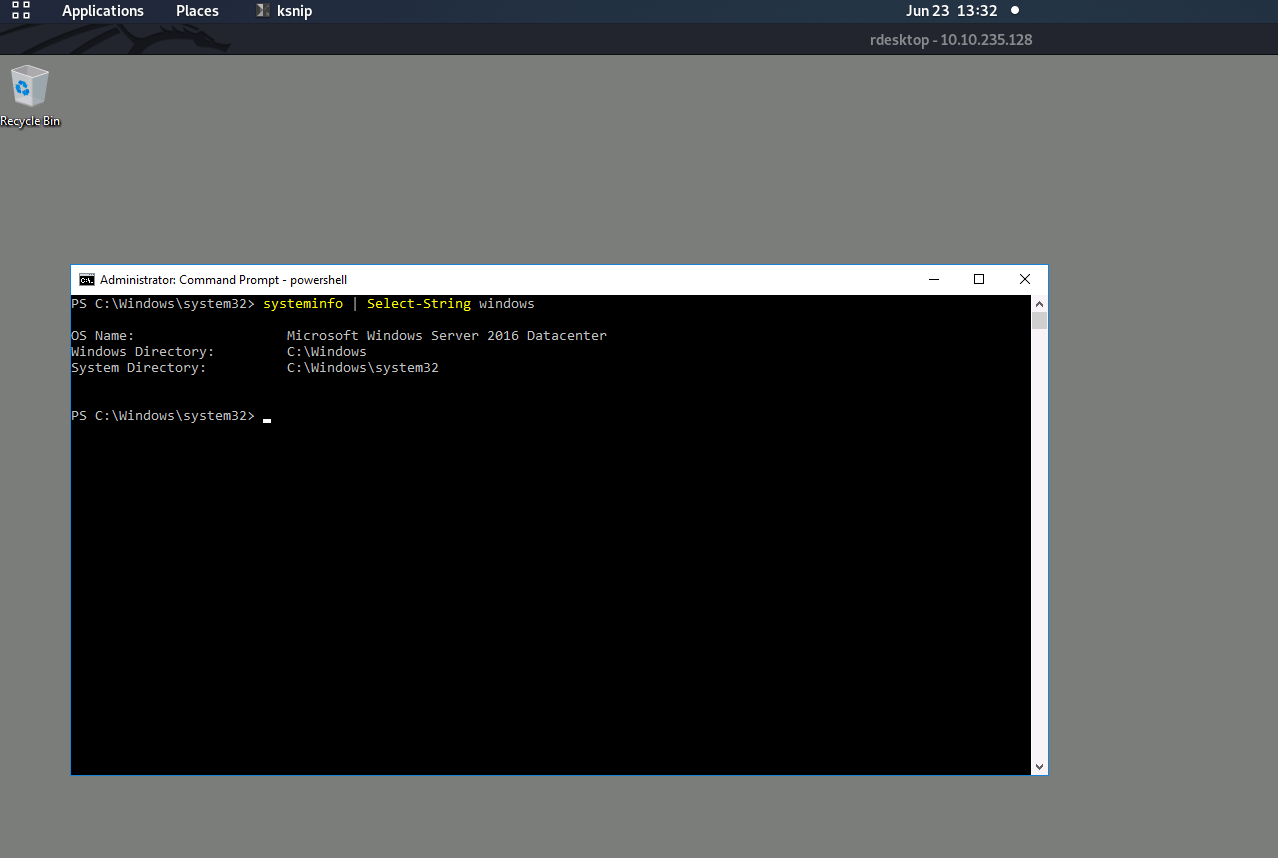 Applications Places ksnip Jun 23 13:32
rdesktop - 10.10.235.128
Recycle Bin
Administrator: Command Prompt - powershell
PS C:\Windows\system32> systeminfo | Select-String windows
OS Name: Microsoft Windows Server 2016 Datacenter
Windows Directory: C:\Windows
System Directory: C:\Windows\system32
PS C:\Windows\system32>